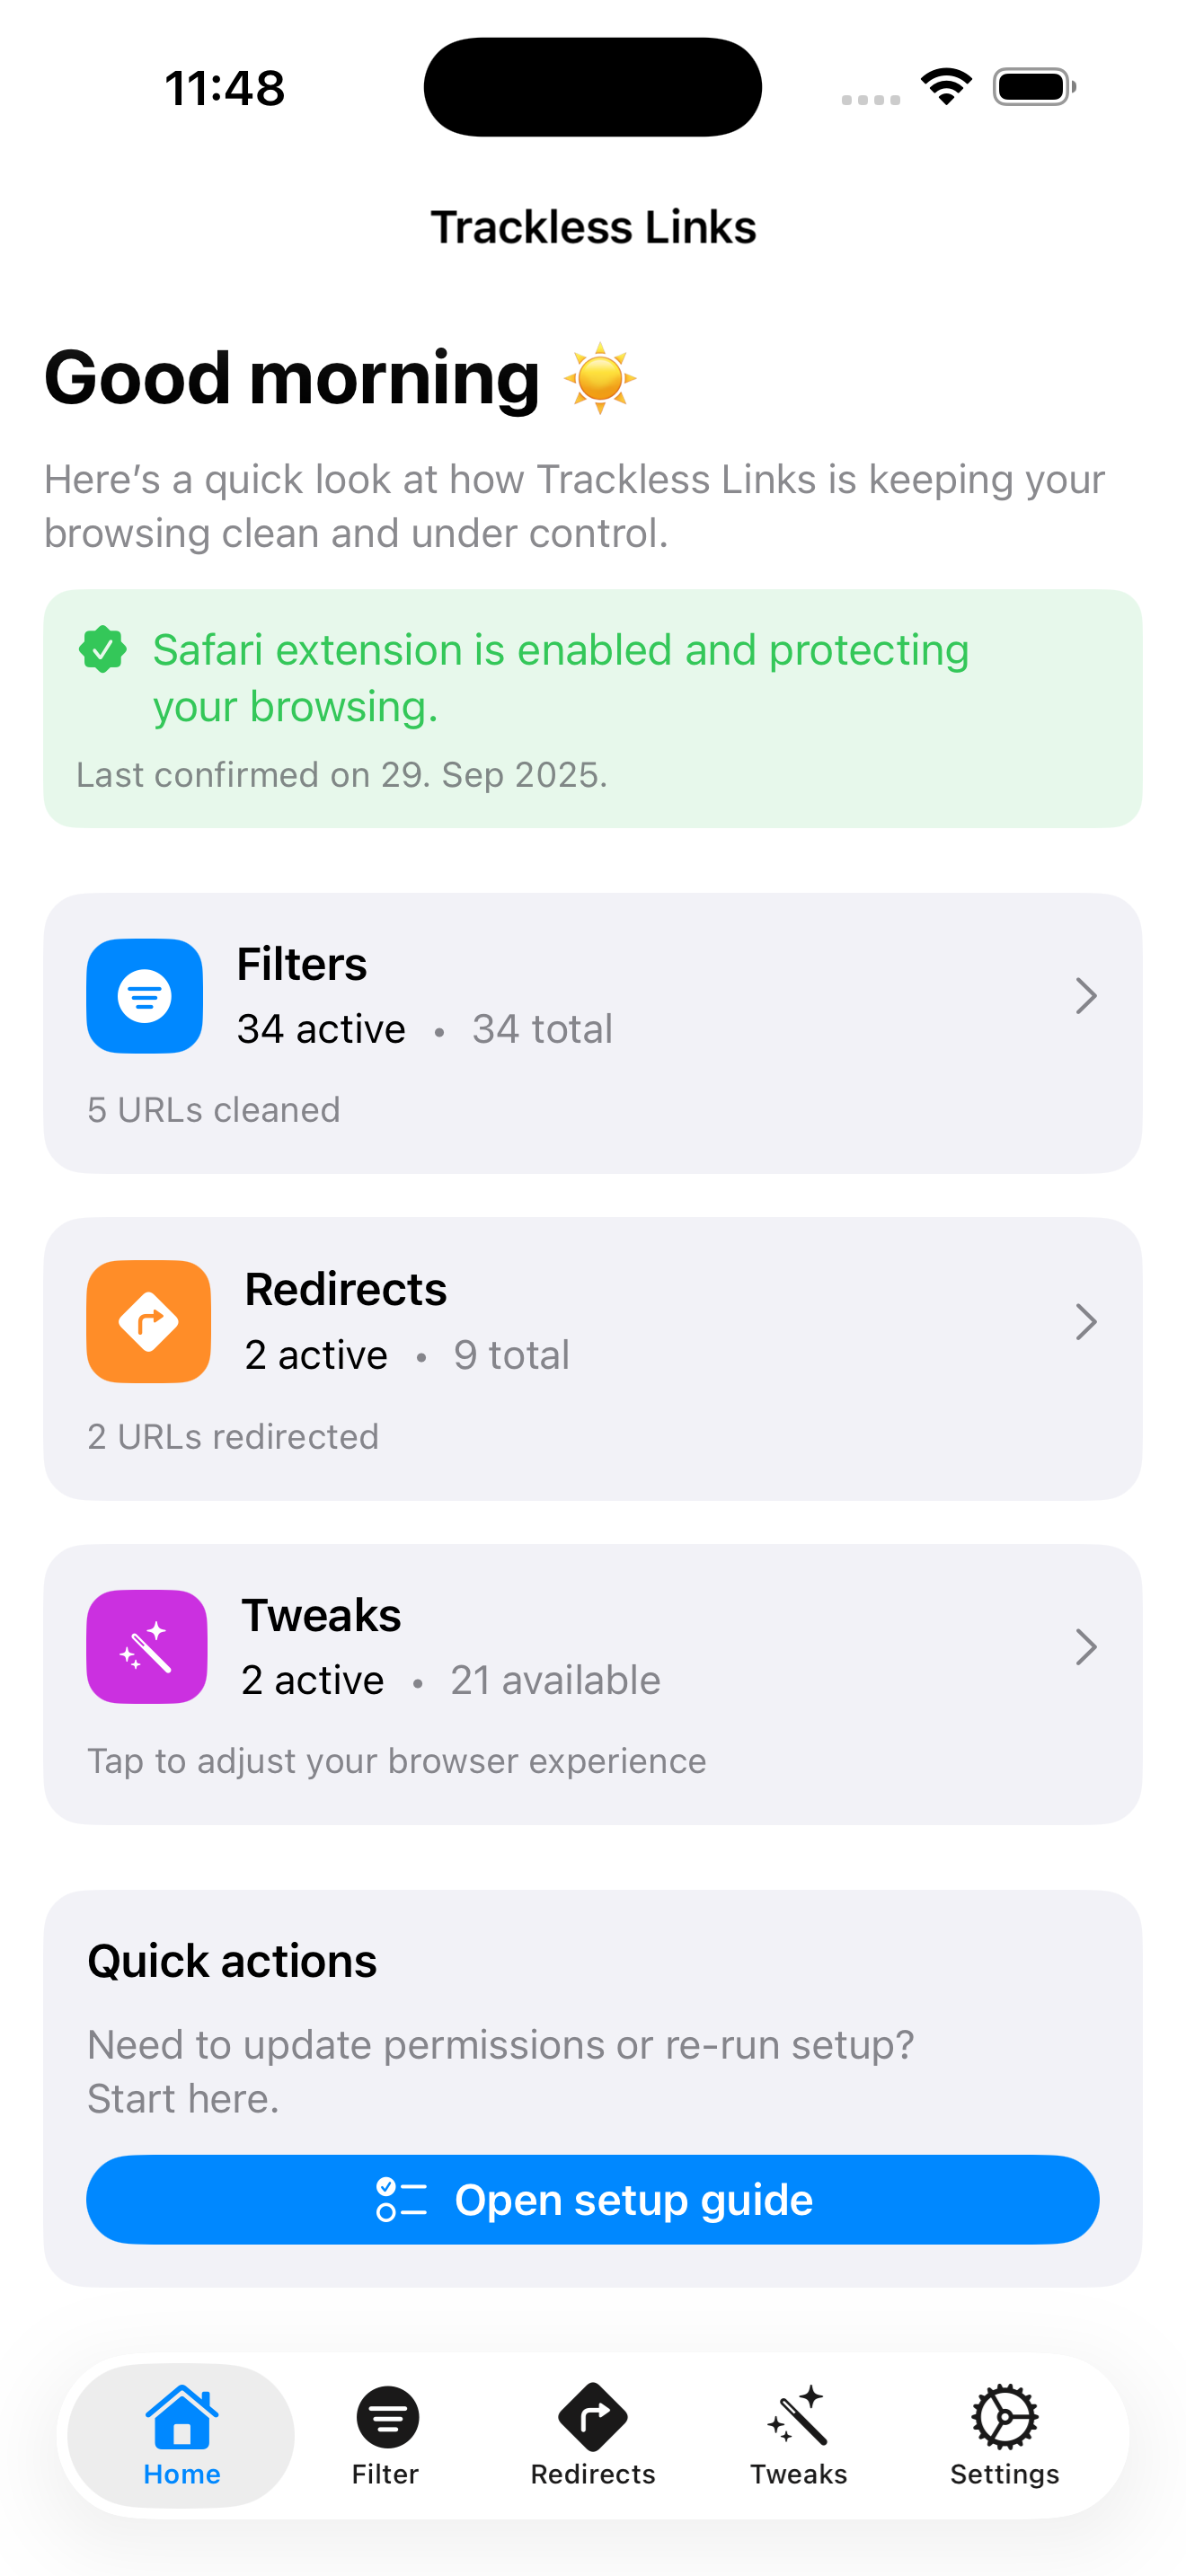 11:48
Trackless Links
Good morning ☀️
Here’s a quick look at how Trackless Links is keeping your
browsing clean and under control.
Safari extension is enabled and protecting
your browsing.
Last confirmed on 29. Sep 2025.
Filters
34 active • 34 total
5 URLs cleaned
Redirects
2 active • 9 total
2 URLs redirected
Tweaks
2 active • 21 available
Tap to adjust your browser experience
Quick actions
Need to update permissions or re-run setup?
Start here.
Open setup guide
Home Filter Redirects Tweaks Settings